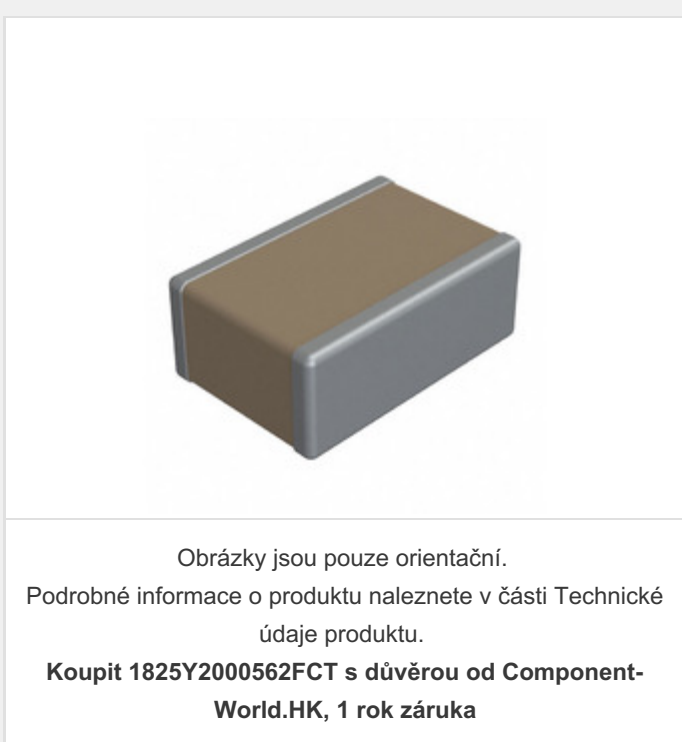 Obrázky jsou pouze orientační.
Podrobné informace o produktu naleznete v části Technické
údaje produktu.
Koupit 1825Y2000562FCT s důvěrou od Component-
World.HK, 1 rok záruka